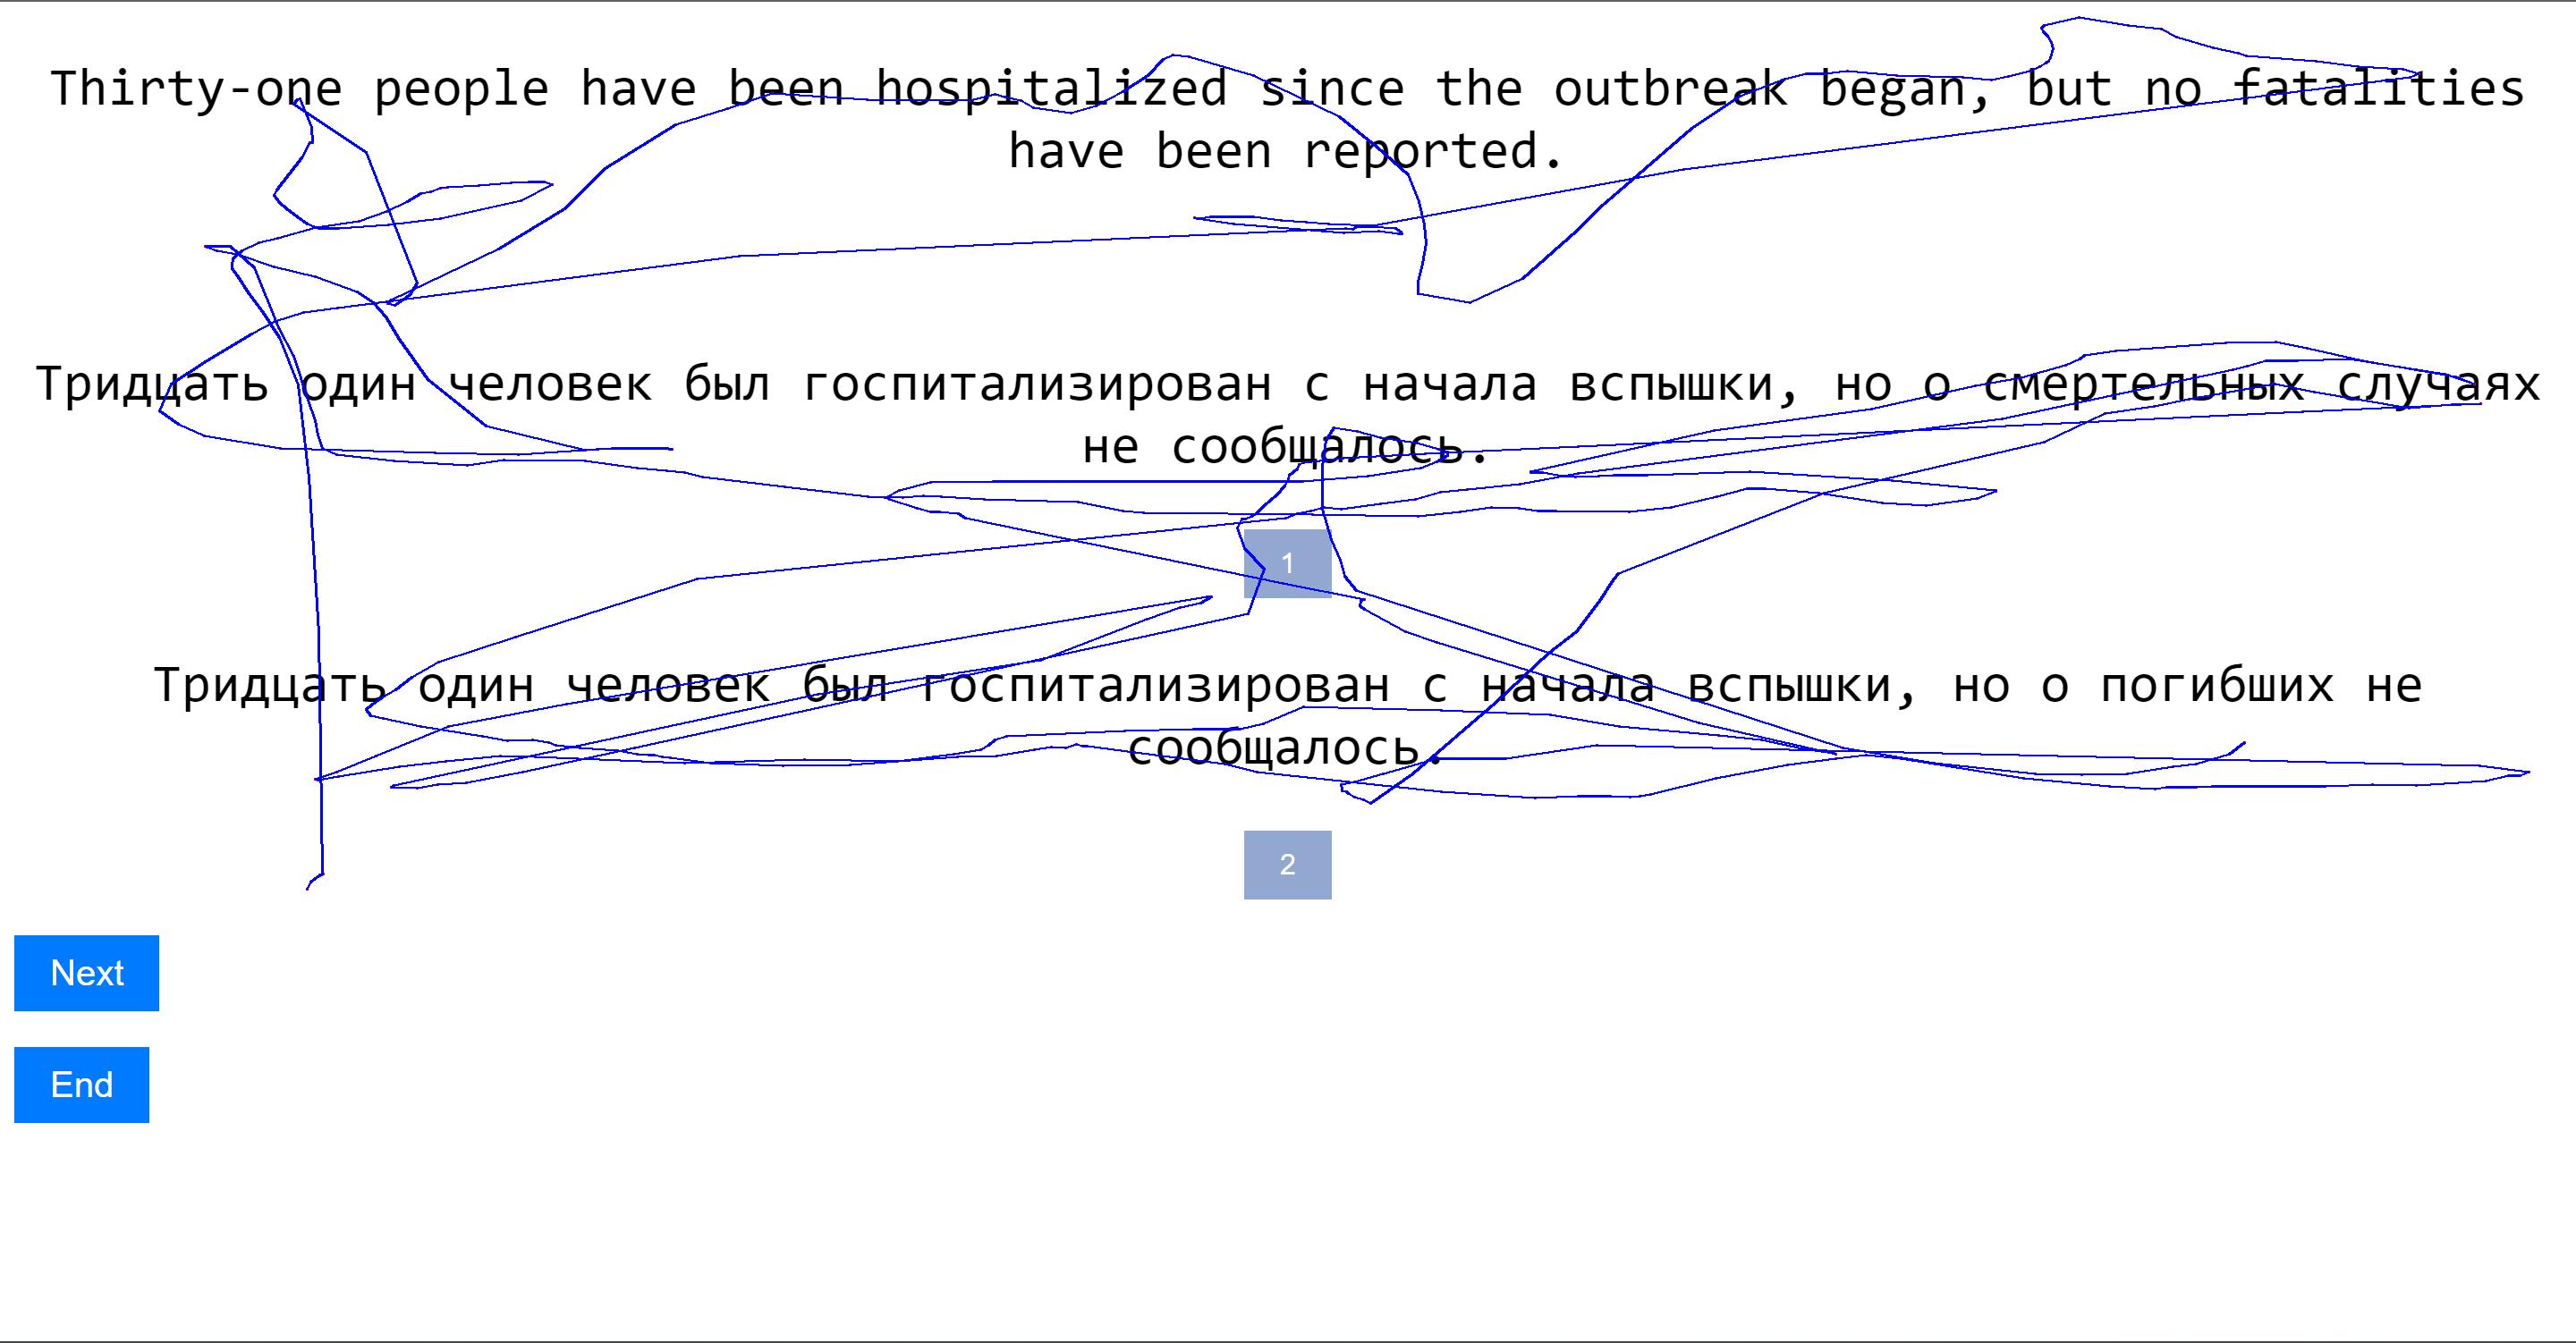 Thirty-one people have been hospitalized since the outbreak began, but no fatalities
have been reported.
Тридцать один человек был госпитализирован с начала вспышки, но о смертельных случаях
не сообщалось.
1
Тридцать один человек был госпитализирован с начала вспышки, но о погибших не
сообщалось.
2
Next
End